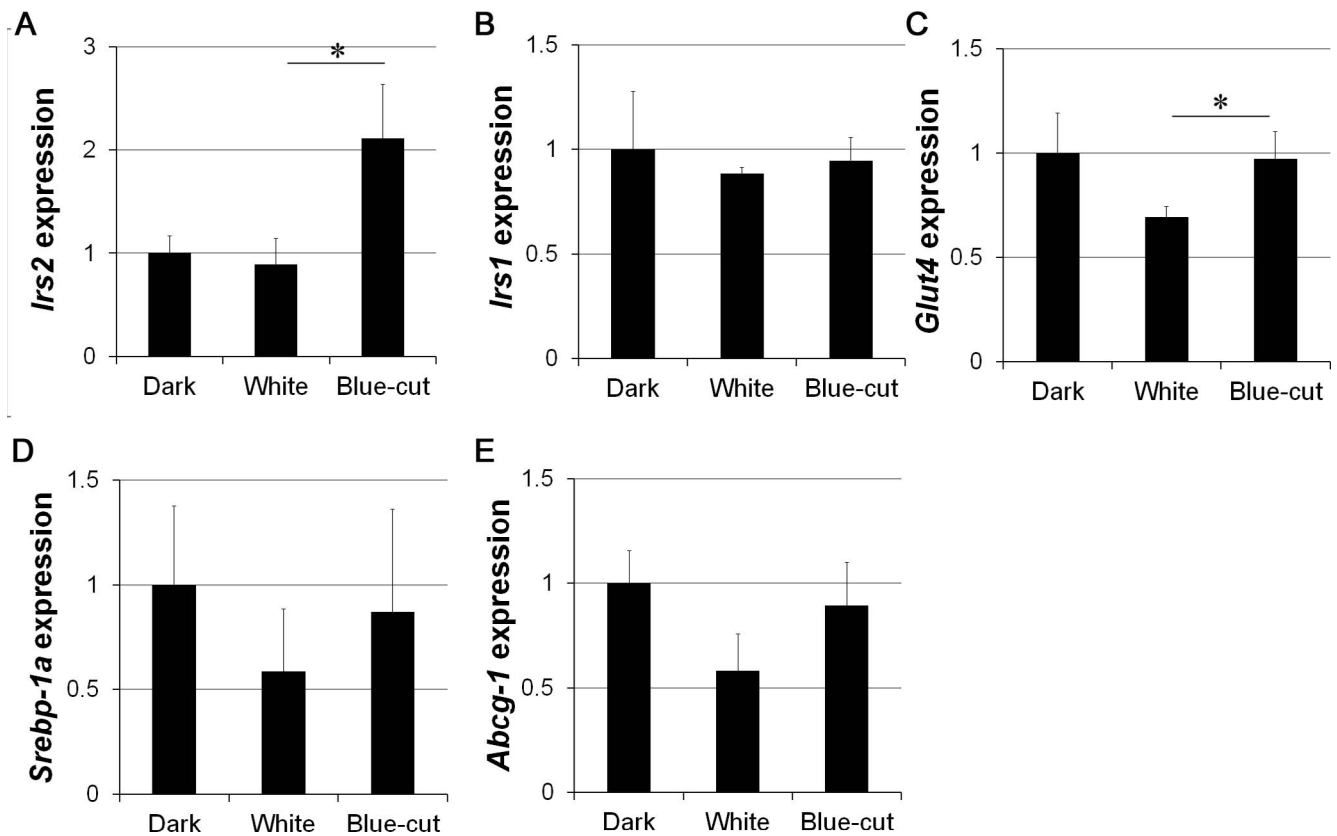 A
Irs2 expression
3
2
1
0
*
Dark White Blue-cut
B
Irs1 expression
1.5
1
0.5
0
Dark White Blue-cut
C
Glut4 expression
1.5
1
0.5
0
*
Dark White Blue-cut
D
Srebp-1a expression
1.5
1
0.5
0
Dark White Blue-cut
E
Abcg-1 expression
1.5
1
0.5
0
Dark White Blue-cut